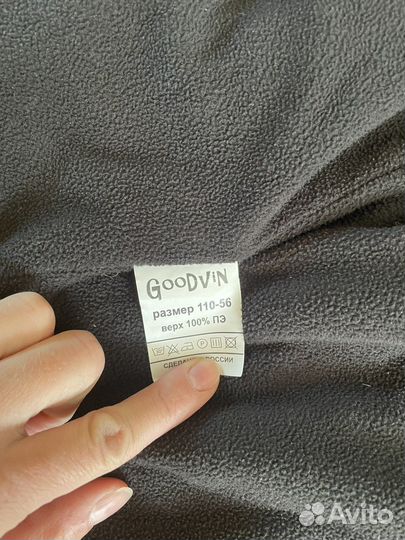 GOODVIN
размер 110-56
верх 100% ПЭ
СДЕЛАНО В РОССИИ
Avito